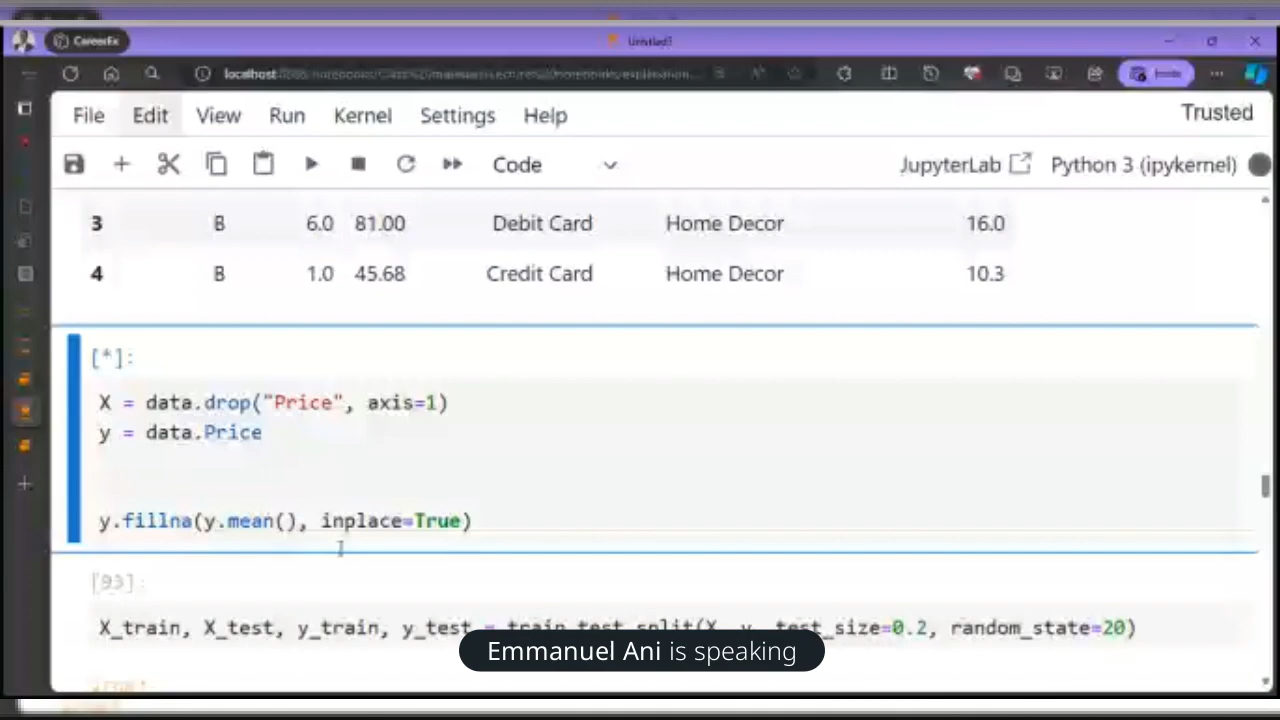 CareerEx
Untitled3
localhost
File Edit View Run Kernel Settings Help Trusted
Code JupyterLab Python 3 (ipykernel)
3 B 6.0 81.00 Debit Card Home Decor 16.0
4 B 1.0 45.68 Credit Card Home Decor 10.3
[*]:
X = data.drop("Price", axis=1)
y = data.Price
y.fillna(y.mean(), inplace=True)
[93]:
X_train, X_test, y_train, y_test = train_test_split(X, y, test_size=0.2, random_state=20)
Emmanuel Ani is speaking